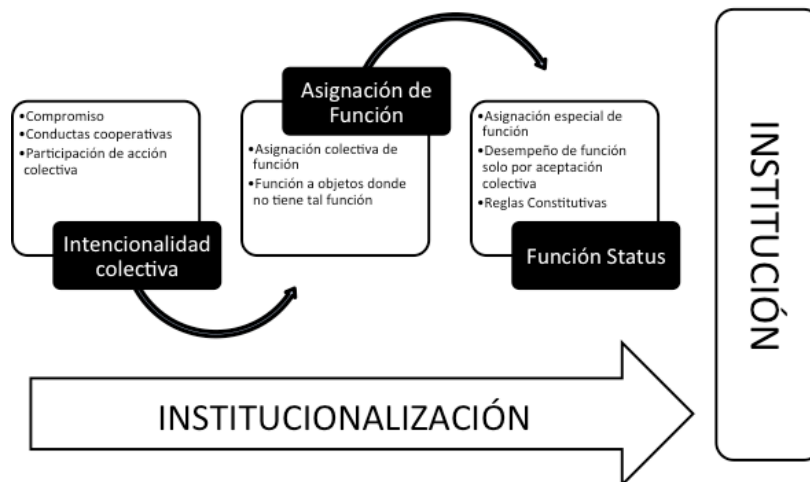 •Compromiso
•Conductas cooperativas
•Participación de acción
colectiva
Intencionalidad
colectiva
Asignación de
Función
•Asignación colectiva de
función
•Función a objetos donde
no tiene tal función
•Asignación especial de
función
•Desempeño de función
solo por aceptación
colectiva
•Reglas Constitutivas
Función Status
INSTITUCIONALIZACIÓN
INSTITUCIÓN